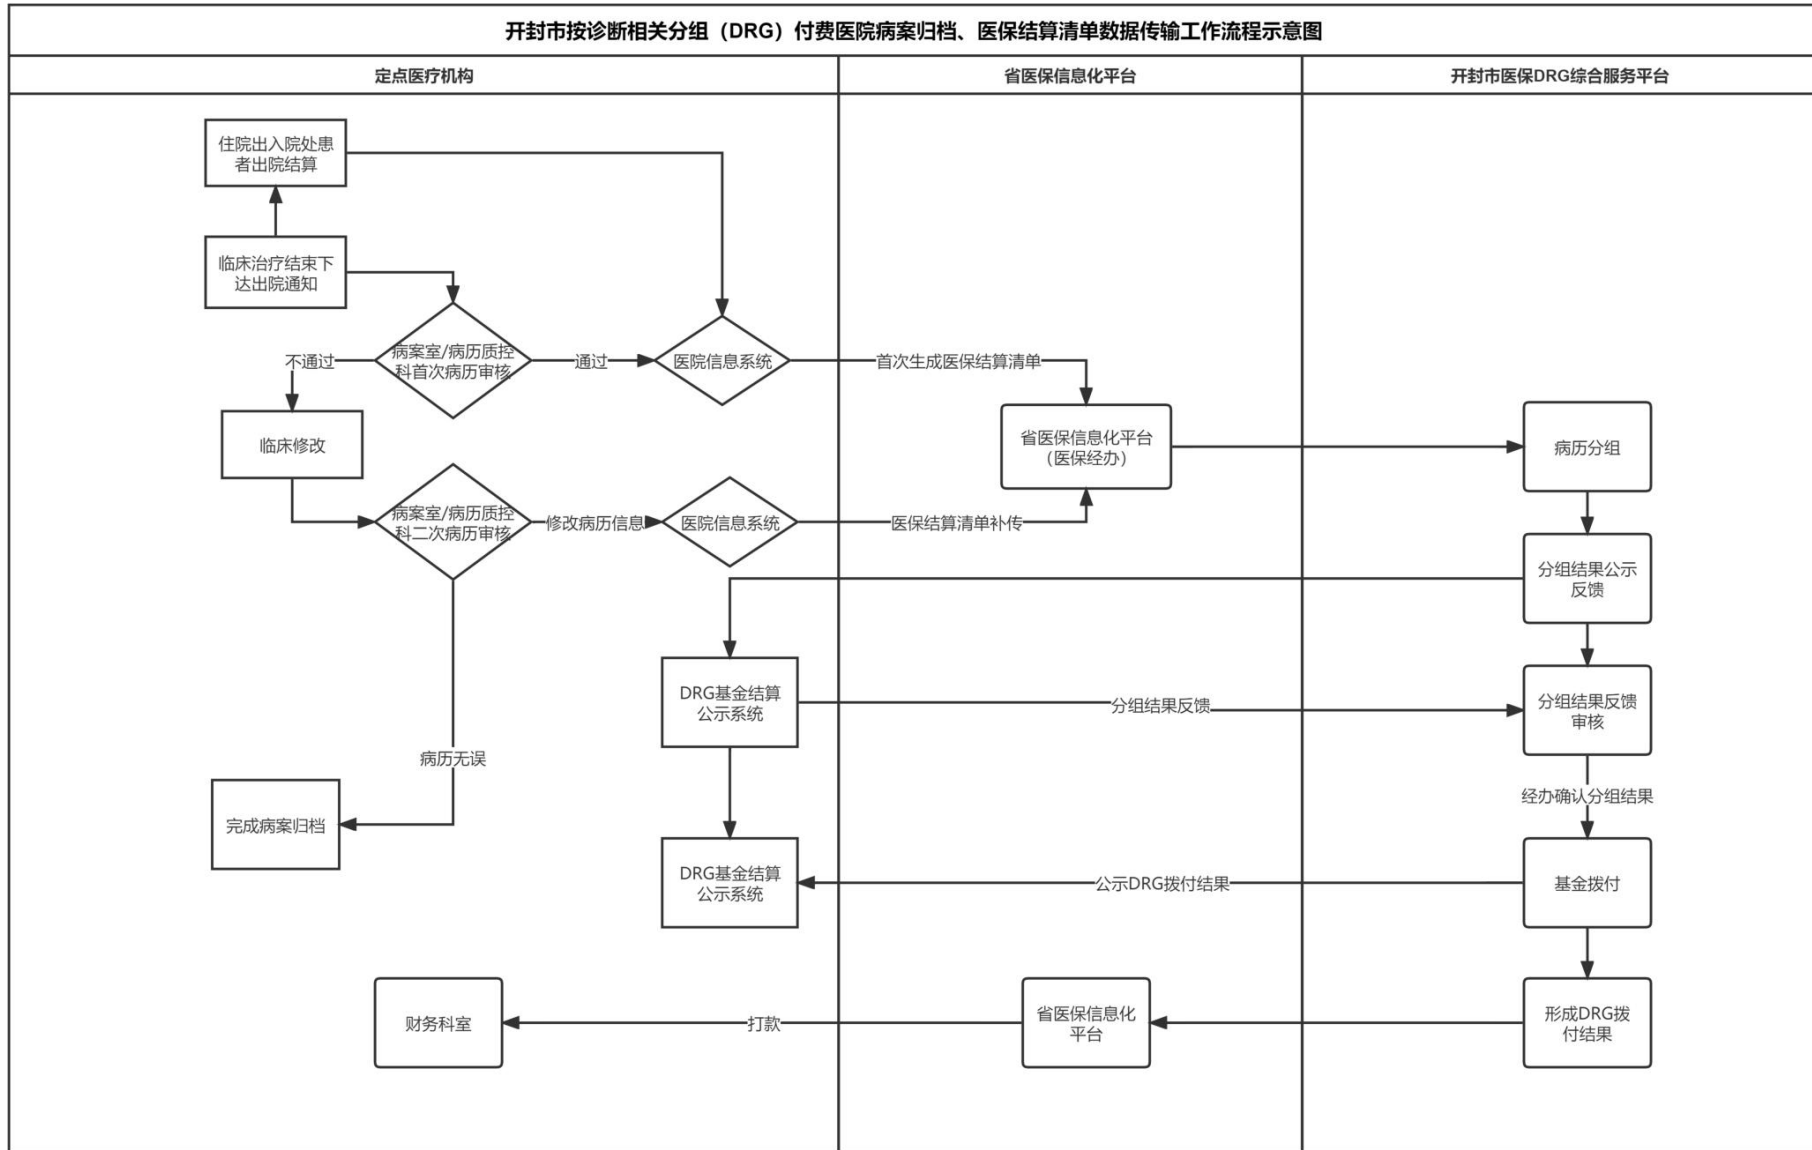 开封市按诊断相关分组（DRG）付费医院病案归档、医保结算清单数据传输工作流程示意图
定点医疗机构
省医保信息化平台
开封市医保DRG综合服务平台
住院出入院处患
者出院结算
临床治疗结束下
达出院通知
不通过
病案室/病历质控
科首次病历审核
通过
医院信息系统
首次生成医保结算清单
临床修改
省医保信息化平台
（医保经办）
病历分组
病案室/病历质控
科二次病历审核
修改病历信息
医院信息系统
医保结算清单补传
分组结果公示
反馈
DRG基金结算
公示系统
分组结果反馈
分组结果反馈
审核
病历无误
经办确认分组结果
完成病案归档
DRG基金结算
公示系统
公示DRG拨付结果
基金拨付
财务科室
打款
省医保信息化
平台
形成DRG拨
付结果